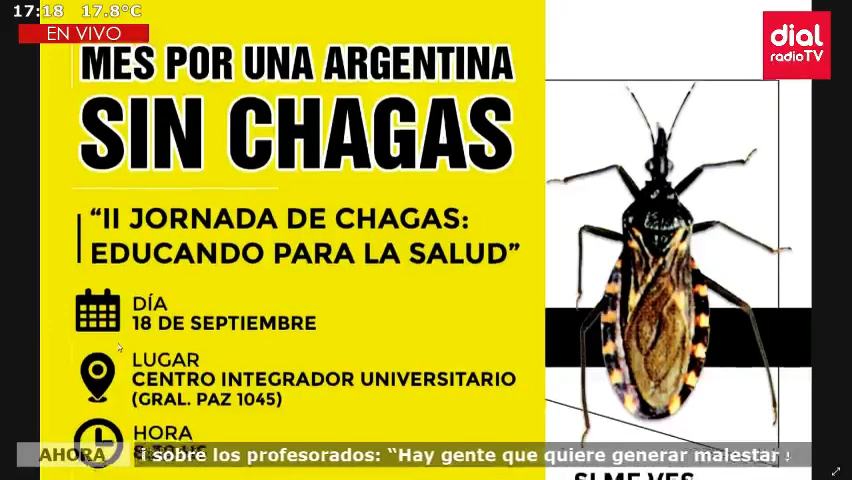 17:18 17.8°C
EN VIVO
dial
radioTV
MES POR UNA ARGENTINA
SIN CHAGAS
“II JORNADA DE CHAGAS:
EDUCANDO PARA LA SALUD”
DÍA
18 DE SEPTIEMBRE
LUGAR
CENTRO INTEGRADOR UNIVERSITARIO
(GRAL. PAZ 1045)
HORA
AHORA
sobre los profesorados: “Hay gente que quiere generar malestar
SI ME VES